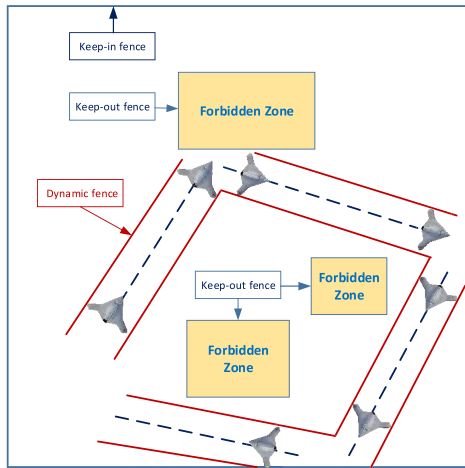 Keep-in fence
Keep-out fence
Forbidden Zone
Dynamic fence
Keep-out fence
Forbidden
Zone
Forbidden
Zone